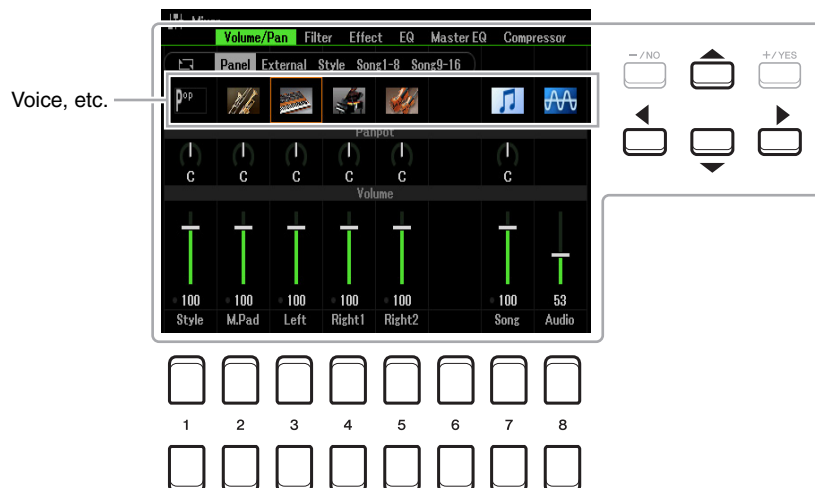 Volume/Pan Filter Effect EQ Master EQ Compressor
Panel External Style Song1-8 Song9-16
Voice, etc.
Pop
Panpot
C C C C C C
Volume
100 100 100 100 100 100 53
Style M.Pad Left Right1 Right2 Song Audio
−/NO +/YES
1 2 3 4 5 6 7 8